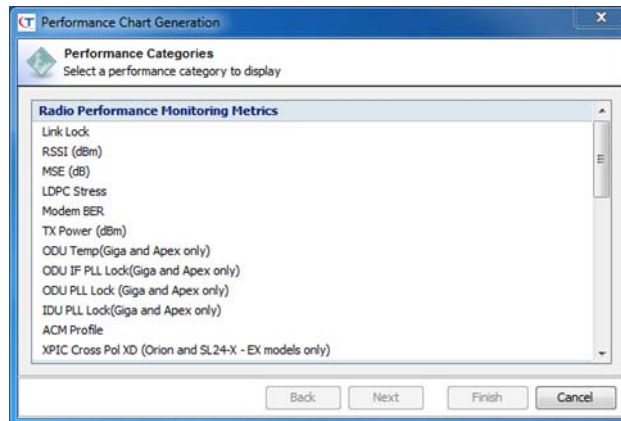 Performance Chart Generation
Performance Categories
Select a performance category to display
Radio Performance Monitoring Metrics
Link Lock
RSSI (dBm)
MSE (dB)
LDPC Stress
Modem BER
TX Power (dBm)
ODU Temp(Giga and Apex only)
ODU IF PLL Lock(Giga and Apex only)
ODU PLL Lock (Giga and Apex only)
IDU PLL Lock(Giga and Apex only)
ACM Profile
XPIC Cross Pol XD (Orion and SL24-X - EX models only)
Back Next Finish Cancel